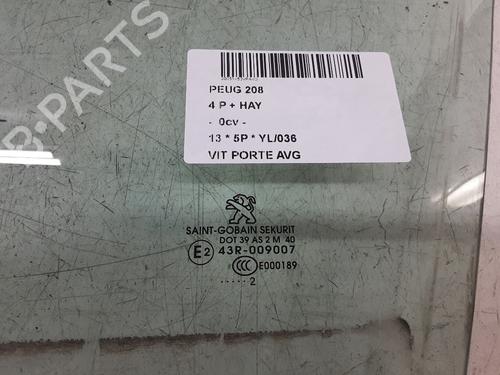 B-PARTS
PEUG 208
4 P + HAY
- 0cv -
13 * 5P * YL/036
VIT PORTE AVG
SAINT-GOBAIN SEKURIT
DOT 39 AS 2 M 40
E2 43R-009007
CCC E000189
..... 2